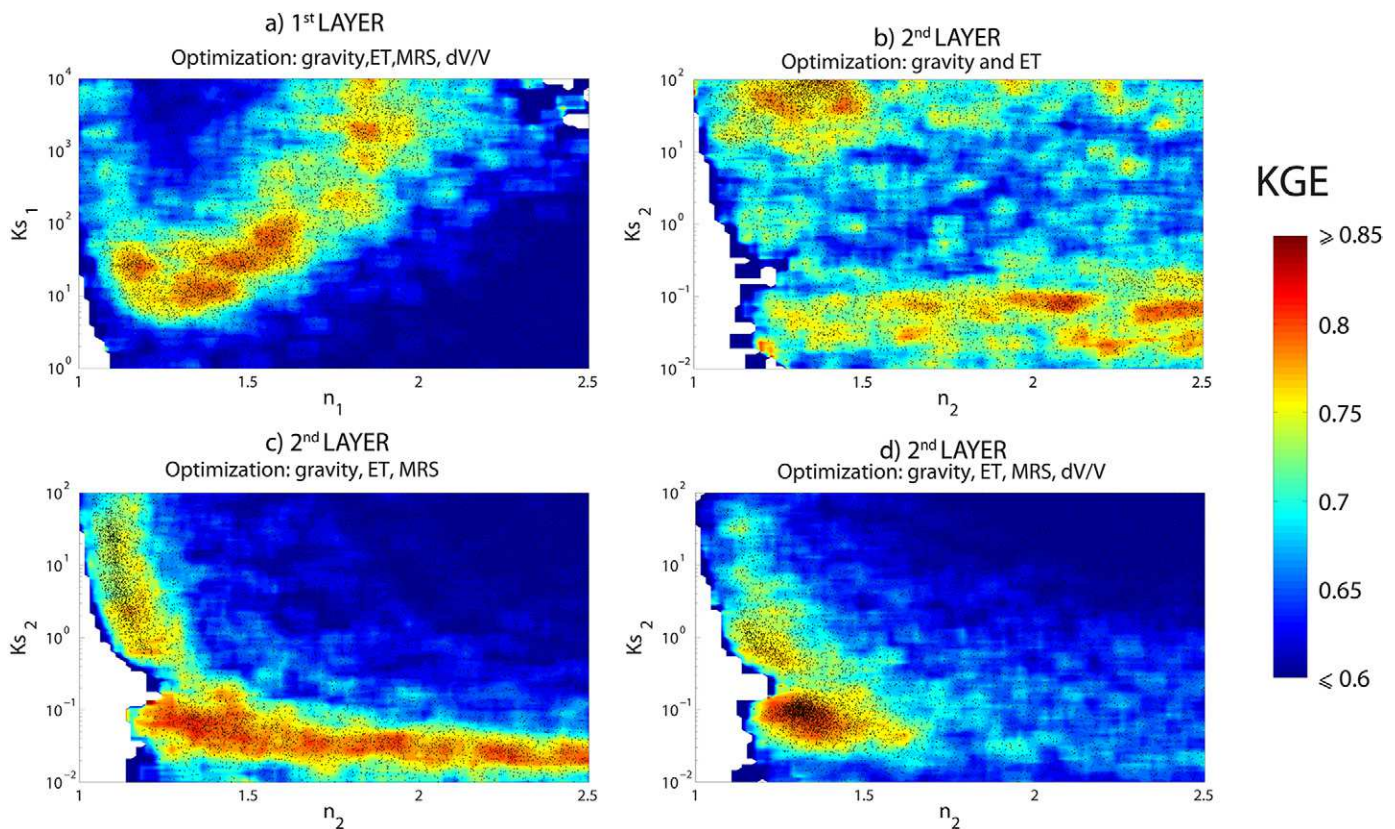 a) 1st LAYER
Optimization: gravity,ET,MRS, dV/V
10^4
10^3
10^2
10^1
10^0
Ks1
1
1.5
2
2.5
n1
b) 2nd LAYER
Optimization: gravity and ET
10^2
10^1
10^0
10^-1
10^-2
Ks2
1
1.5
2
2.5
n2
c) 2nd LAYER
Optimization: gravity, ET, MRS
10^2
10^1
10^0
10^-1
10^-2
Ks2
1
1.5
2
2.5
n2
d) 2nd LAYER
Optimization: gravity, ET, MRS, dV/V
10^2
10^1
10^0
10^-1
10^-2
Ks2
1
1.5
2
2.5
n2
KGE
⩾ 0.85
0.8
0.75
0.7
0.65
⩽ 0.6